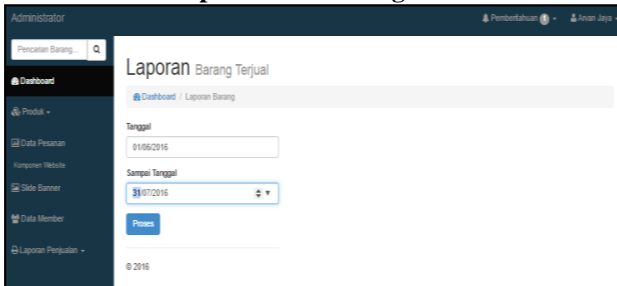 Administrator
Pemberitahuan 1
Arvan Jaya
Pencarian Barang...
Dashboard
Produk
Data Pesanan
Komponen Website
Slide Banner
Data Member
Laporan Penjualan
Laporan Barang Terjual
Dashboard / Laporan Barang
Tanggal
01/06/2016
Sampai Tanggal
31/07/2016
Proses
© 2016